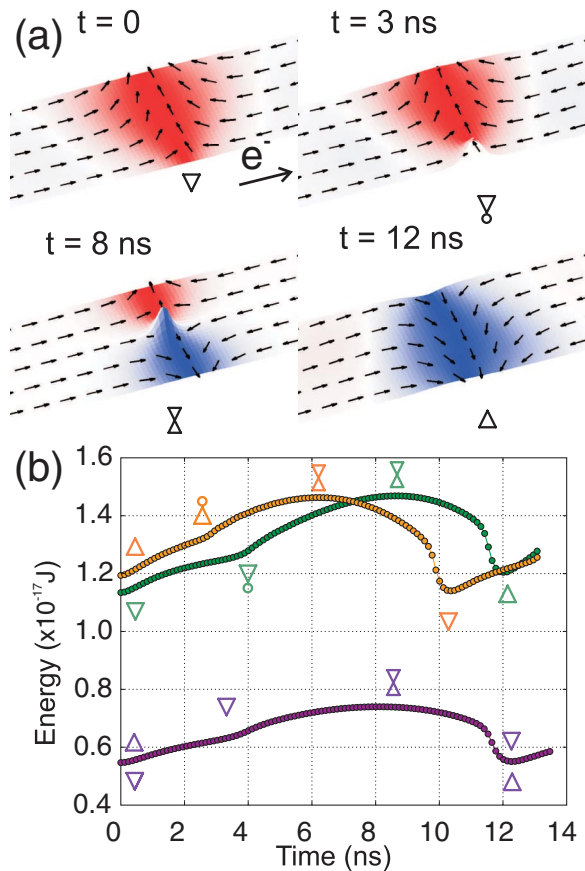 (a)
t = 0
t = 3 ns
e-
t = 8 ns
t = 12 ns
(b)
1.6
1.4
1.2
1.0
0.8
0.6
0.4
Energy (x10⁻¹⁷J)
0 2 4 6 8 10 12 14
Time (ns)